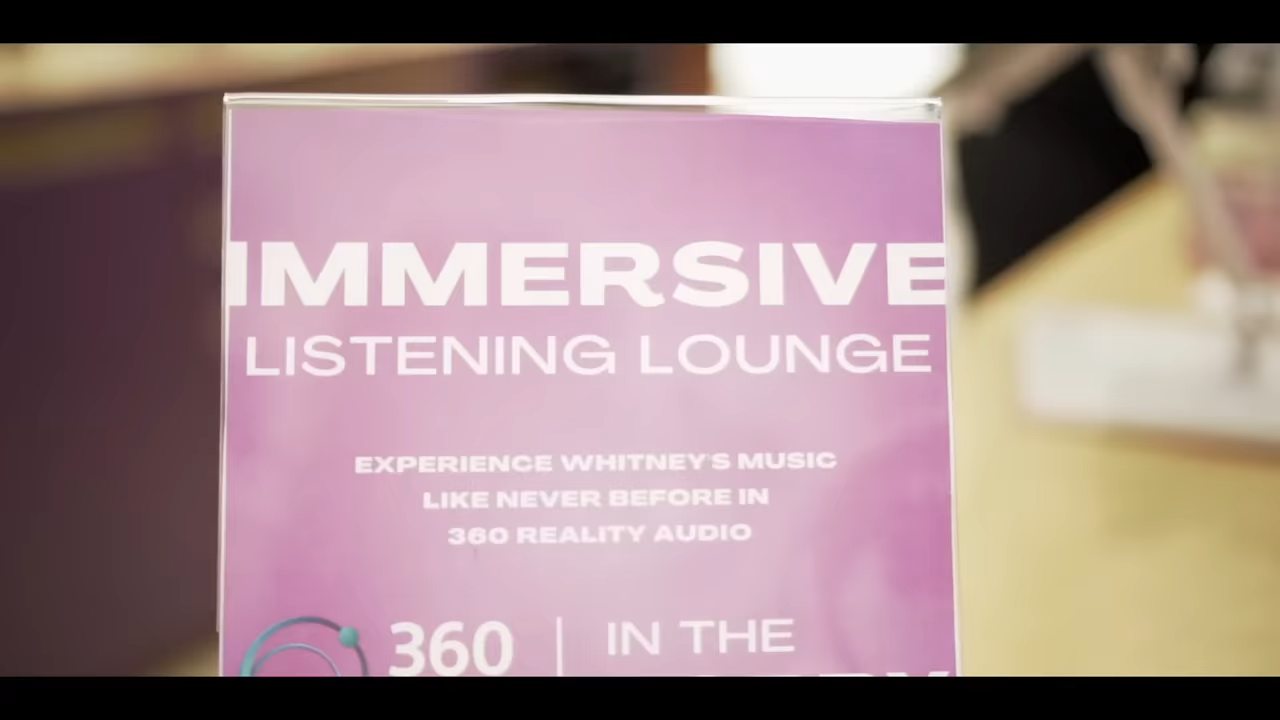 IMMERSIVE
LISTENING LOUNGE
EXPERIENCE WHITNEY'S MUSIC
LIKE NEVER BEFORE IN
360 REALITY AUDIO
360 | IN THE